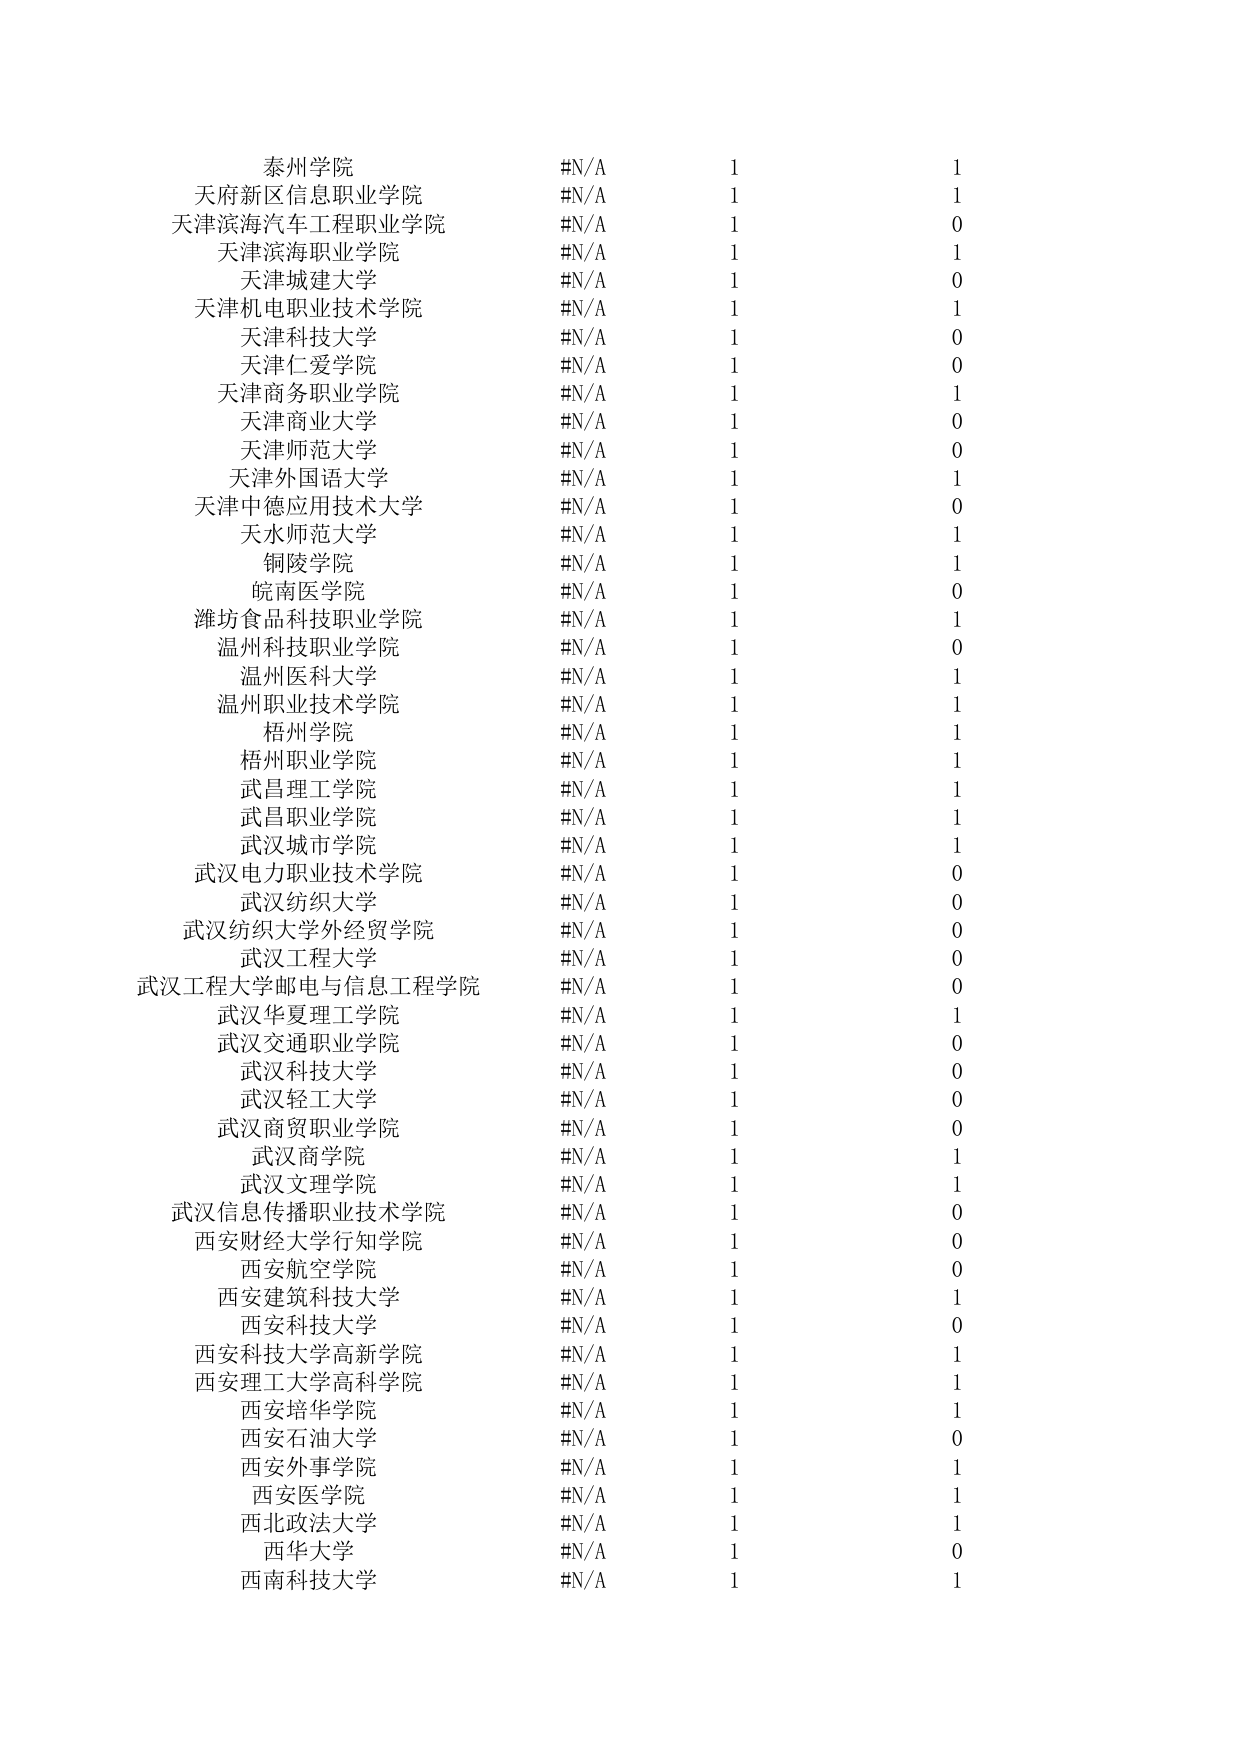 泰州学院 #N/A 1 1
天府新区信息职业学院 #N/A 1 1
天津滨海汽车工程职业学院 #N/A 1 0
天津滨海职业学院 #N/A 1 1
天津城建大学 #N/A 1 0
天津机电职业技术学院 #N/A 1 1
天津科技大学 #N/A 1 0
天津仁爱学院 #N/A 1 0
天津商务职业学院 #N/A 1 1
天津商业大学 #N/A 1 0
天津师范大学 #N/A 1 0
天津外国语大学 #N/A 1 1
天津中德应用技术大学 #N/A 1 0
天水师范大学 #N/A 1 1
铜陵学院 #N/A 1 1
皖南医学院 #N/A 1 0
潍坊食品科技职业学院 #N/A 1 1
温州科技职业学院 #N/A 1 0
温州医科大学 #N/A 1 1
温州职业技术学院 #N/A 1 1
梧州学院 #N/A 1 1
梧州职业学院 #N/A 1 1
武昌理工学院 #N/A 1 1
武昌职业学院 #N/A 1 1
武汉城市学院 #N/A 1 1
武汉电力职业技术学院 #N/A 1 0
武汉纺织大学 #N/A 1 0
武汉纺织大学外经贸学院 #N/A 1 0
武汉工程大学 #N/A 1 0
武汉工程大学邮电与信息工程学院 #N/A 1 0
武汉华夏理工学院 #N/A 1 1
武汉交通职业学院 #N/A 1 0
武汉科技大学 #N/A 1 0
武汉轻工大学 #N/A 1 0
武汉商贸职业学院 #N/A 1 0
武汉商学院 #N/A 1 1
武汉文理学院 #N/A 1 1
武汉信息传播职业技术学院 #N/A 1 0
西安财经大学行知学院 #N/A 1 0
西安航空学院 #N/A 1 0
西安建筑科技大学 #N/A 1 1
西安科技大学 #N/A 1 0
西安科技大学高新学院 #N/A 1 1
西安理工大学高科学院 #N/A 1 1
西安培华学院 #N/A 1 1
西安石油大学 #N/A 1 0
西安外事学院 #N/A 1 1
西安医学院 #N/A 1 1
西北政法大学 #N/A 1 1
西华大学 #N/A 1 0
西南科技大学 #N/A 1 1